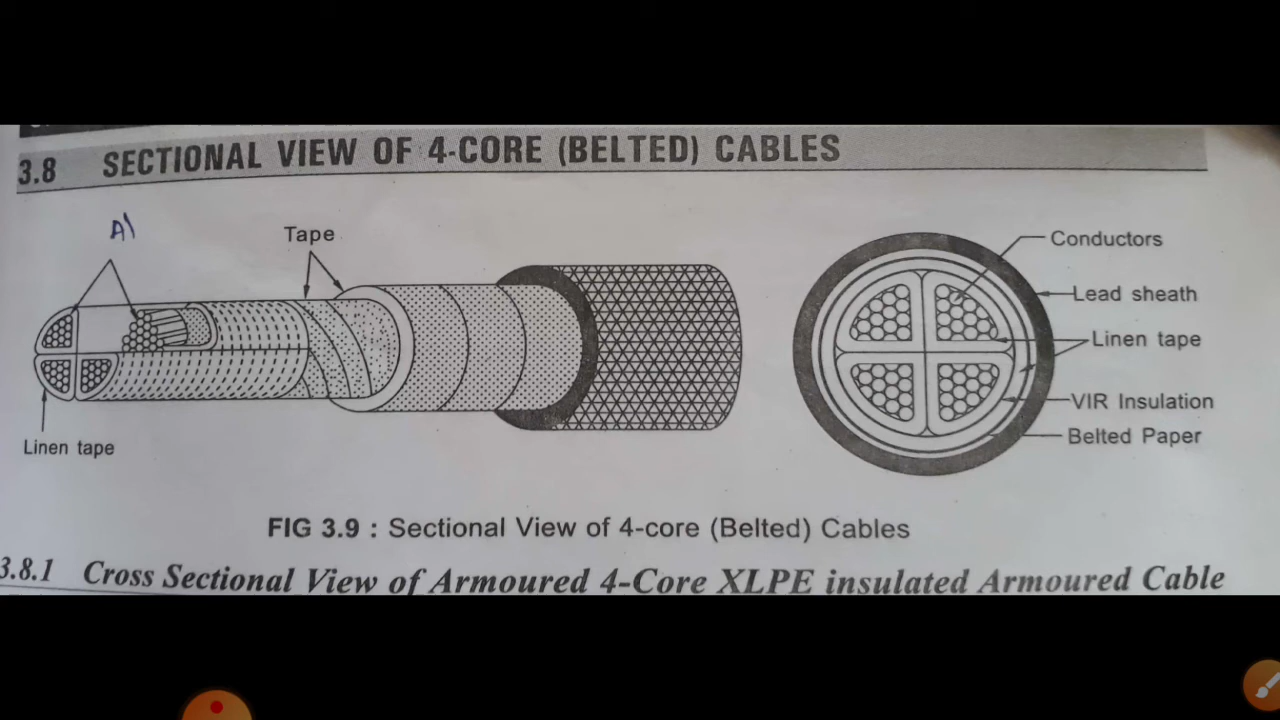 3.8 SECTIONAL VIEW OF 4-CORE (BELTED) CABLES
Al
Tape
Linen tape
Conductors
Lead sheath
Linen tape
VIR Insulation
Belted Paper
FIG 3.9 : Sectional View of 4-core (Belted) Cables
3.8.1 Cross Sectional View of Armoured 4-Core XLPE insulated Armoured Cable